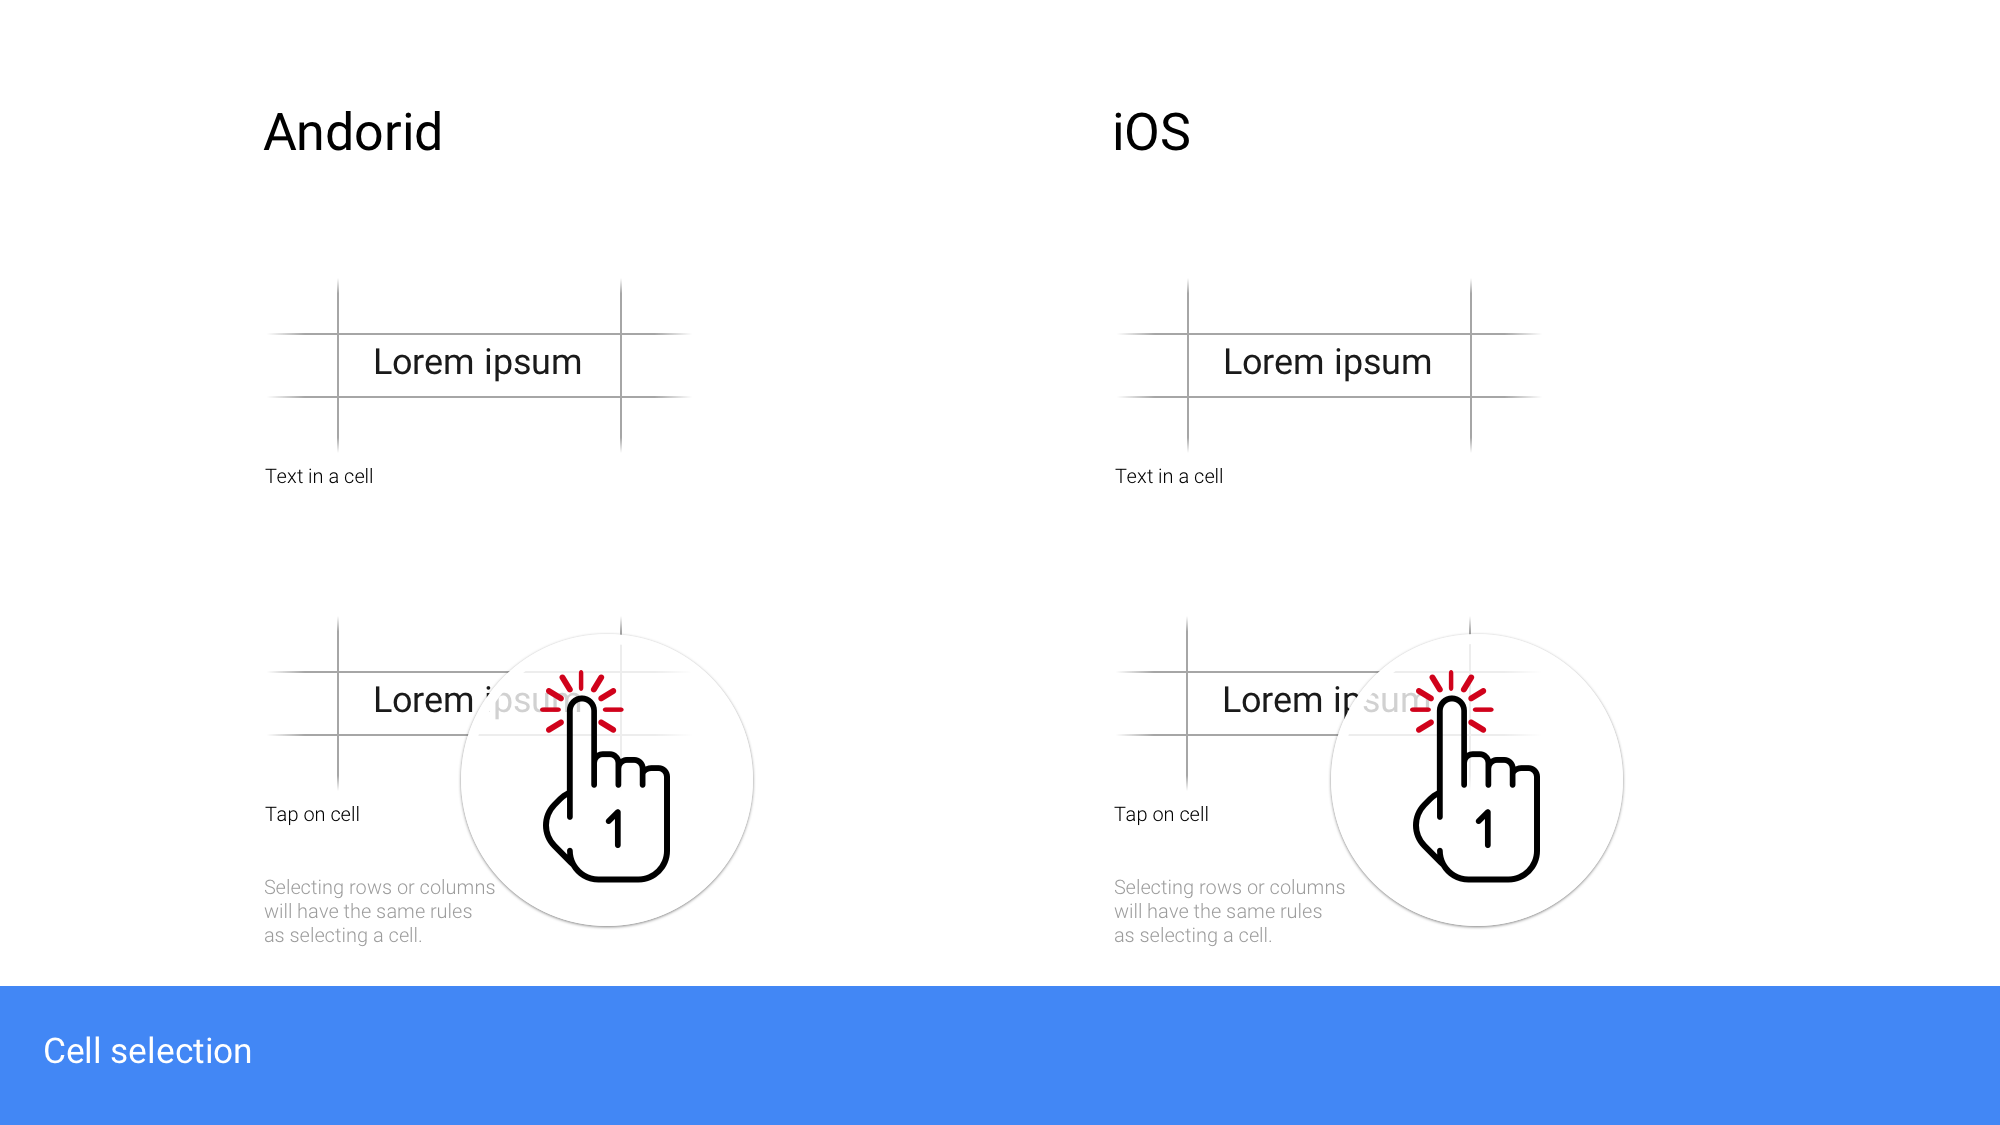 Andorid
iOS
Lorem ipsum
Lorem ipsum
Text in a cell
Text in a cell
Lorem ipsum
Lorem ipsum
1
1
Tap on cell
Tap on cell
Selecting rows or columns
will have the same rules
as selecting a cell.
Selecting rows or columns
will have the same rules
as selecting a cell.
Cell selection